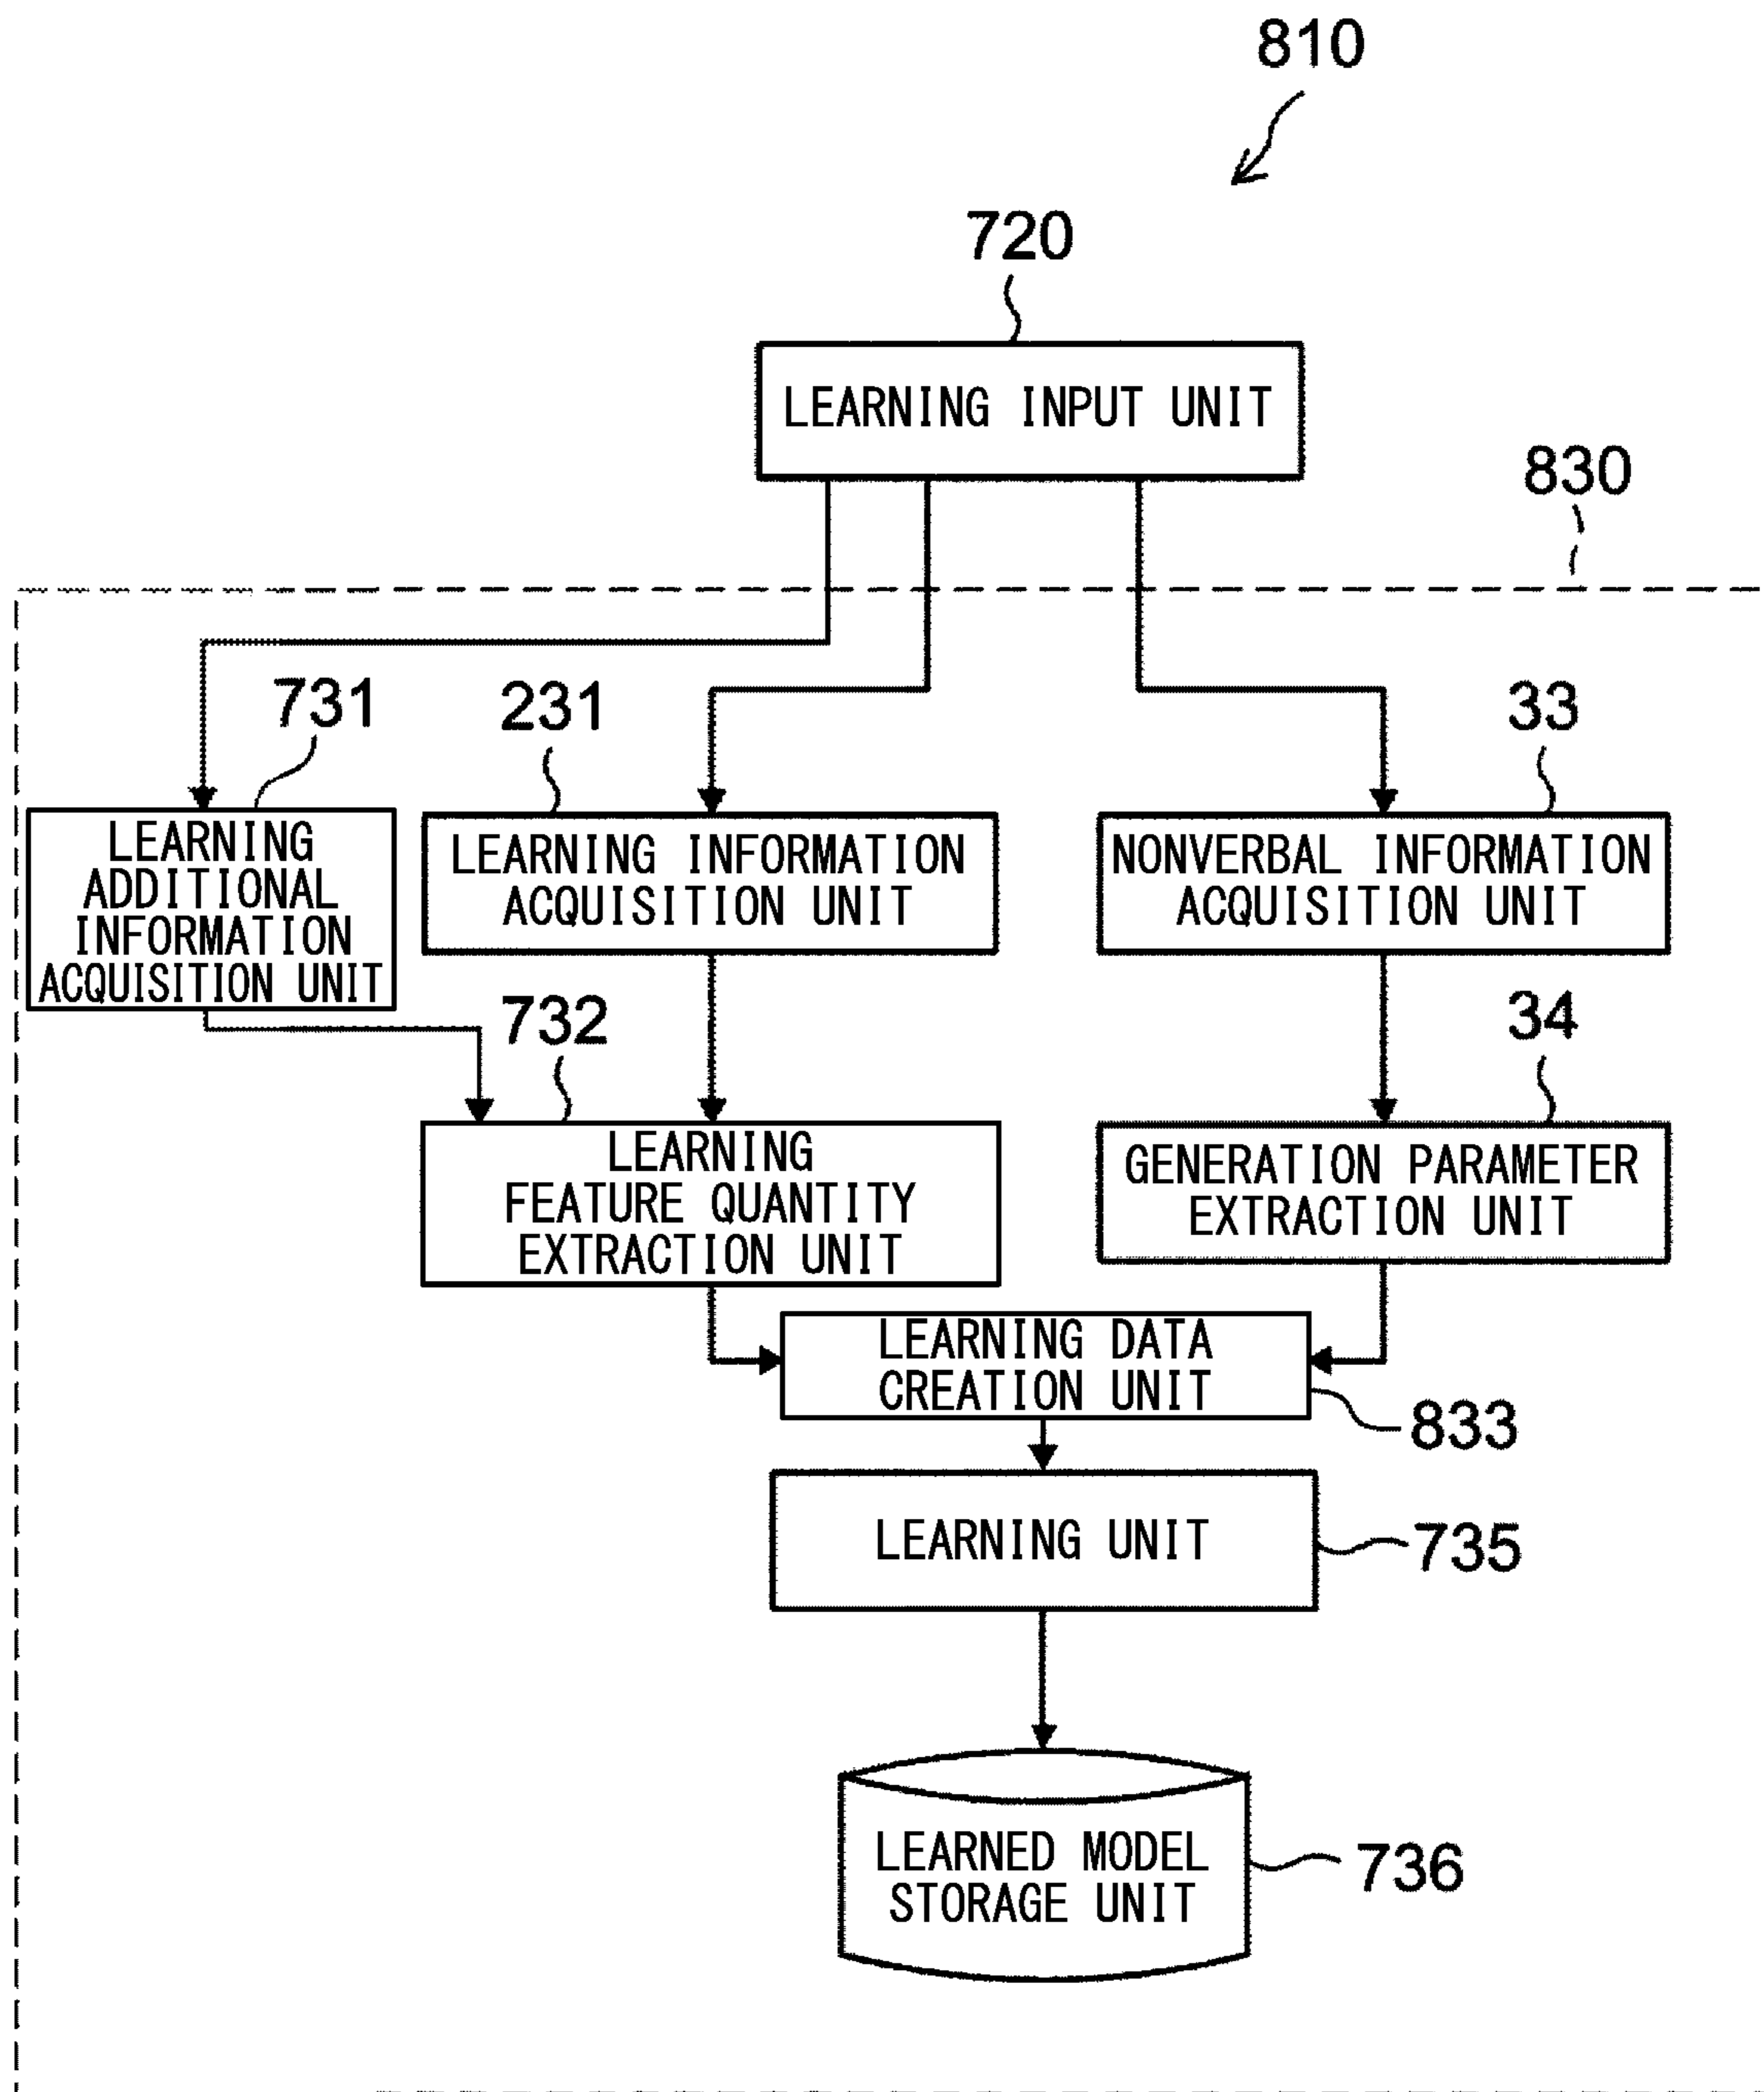 810
720
LEARNING INPUT UNIT
830
731
231
33
LEARNING
ADDITIONAL
INFORMATION
ACQUISITION UNIT
LEARNING INFORMATION
ACQUISITION UNIT
NONVERBAL INFORMATION
ACQUISITION UNIT
732
34
LEARNING
FEATURE QUANTITY
EXTRACTION UNIT
GENERATION PARAMETER
EXTRACTION UNIT
LEARNING DATA
CREATION UNIT
833
LEARNING UNIT
735
LEARNED MODEL
STORAGE UNIT
736